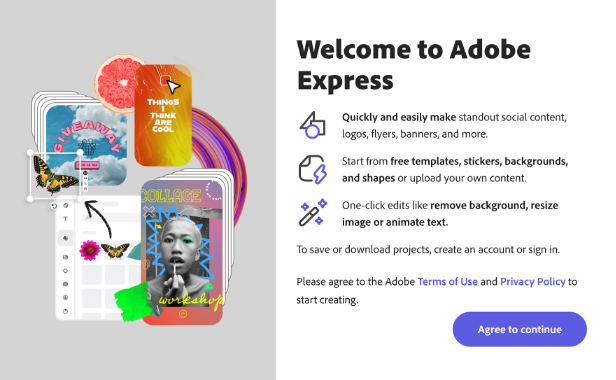 Welcome to Adobe
Express
Quickly and easily make standout social content,
logos, flyers, banners, and more.
Start from free templates, stickers, backgrounds,
and shapes or upload your own content.
One-click edits like remove background, resize
image or animate text.
To save or download projects, create an account or sign in.
Please agree to the Adobe Terms of Use and Privacy Policy to
start creating.
Agree to continue
THINGS
I
THINK
ARE
COOL
GIVEAWAY
T
COLLAGE
workshop